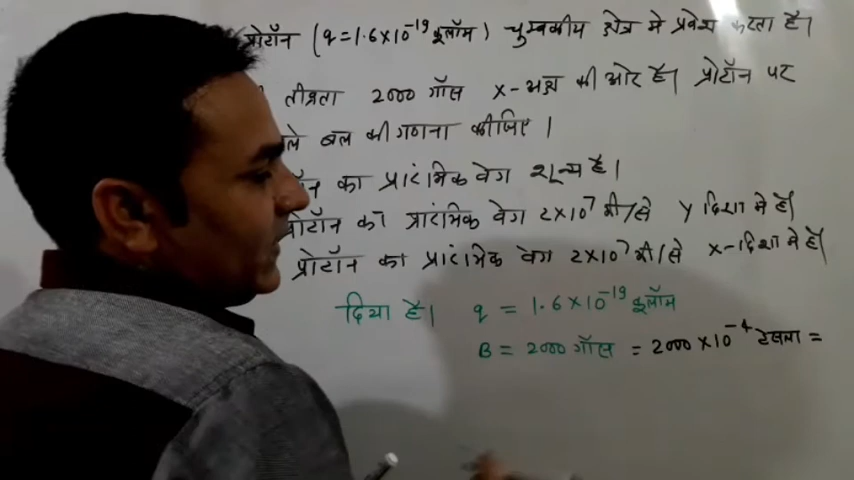 प्रोटॉन (q = 1.6 × 10⁻¹⁹ कूलॉम) चुम्बकीय क्षेत्र में प्रवेश करता है।
तीव्रता 2000 गॉस X-अक्ष की ओर है। प्रोटॉन पर
ले बल की गणना कीजिए।
का प्रारंभिक वेग शून्य है।
प्रोटॉन का प्रारंभिक वेग 2×10⁷ मी/से Y दिशा में है।
प्रोटॉन का प्रारंभिक वेग 2×10⁷ मी/से X-दिशा में है।
दिया है। q = 1.6 × 10⁻¹⁹ कूलॉम
B = 2000 गॉस = 2000 × 10⁻⁴ टेसला =